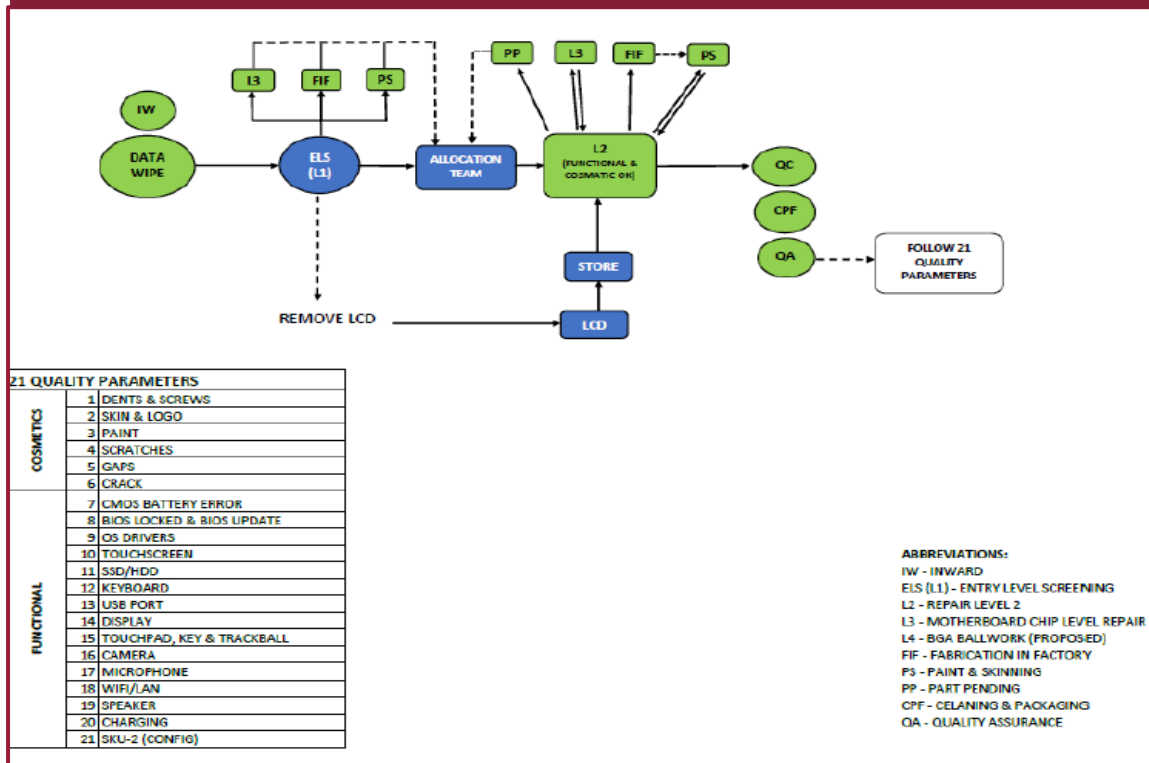 L3
FIF
PS
PP
L3
FIF
PS
IW
DATA
WIPE
ELS
(L1)
ALLOCATION
TEAM
L2
(FUNCTIONAL &
COSMATIC OK)
QC
CPF
QA
FOLLOW 21
QUALITY
PARAMETERS
STORE
REMOVE LCD
LCD
21 QUALITY PARAMETERS
COSMETICS
1 DENTS & SCREWS
2 SKIN & LOGO
3 PAINT
4 SCRATCHES
5 GAPS
6 CRACK
FUNCTIONAL
7 CMOS BATTERY ERROR
8 BIOS LOCKED & BIOS UPDATE
9 OS DRIVERS
10 TOUCHSCREEN
11 SSD/HDD
12 KEYBOARD
13 USB PORT
14 DISPLAY
15 TOUCHPAD, KEY & TRACKBALL
16 CAMERA
17 MICROPHONE
18 WIFI/LAN
19 SPEAKER
20 CHARGING
21 SKU-2 (CONFIG)
ABBREVIATIONS:
IW - INWARD
ELS (L1) - ENTRY LEVEL SCREENING
L2 - REPAIR LEVEL 2
L3 - MOTHERBOARD CHIP LEVEL REPAIR
L4 - BGA BALLWORK (PROPOSED)
FIF - FABRICATION IN FACTORY
PS - PAINT & SKINNING
PP - PART PENDING
CPF - CELANING & PACKAGING
QA - QUALITY ASSURANCE